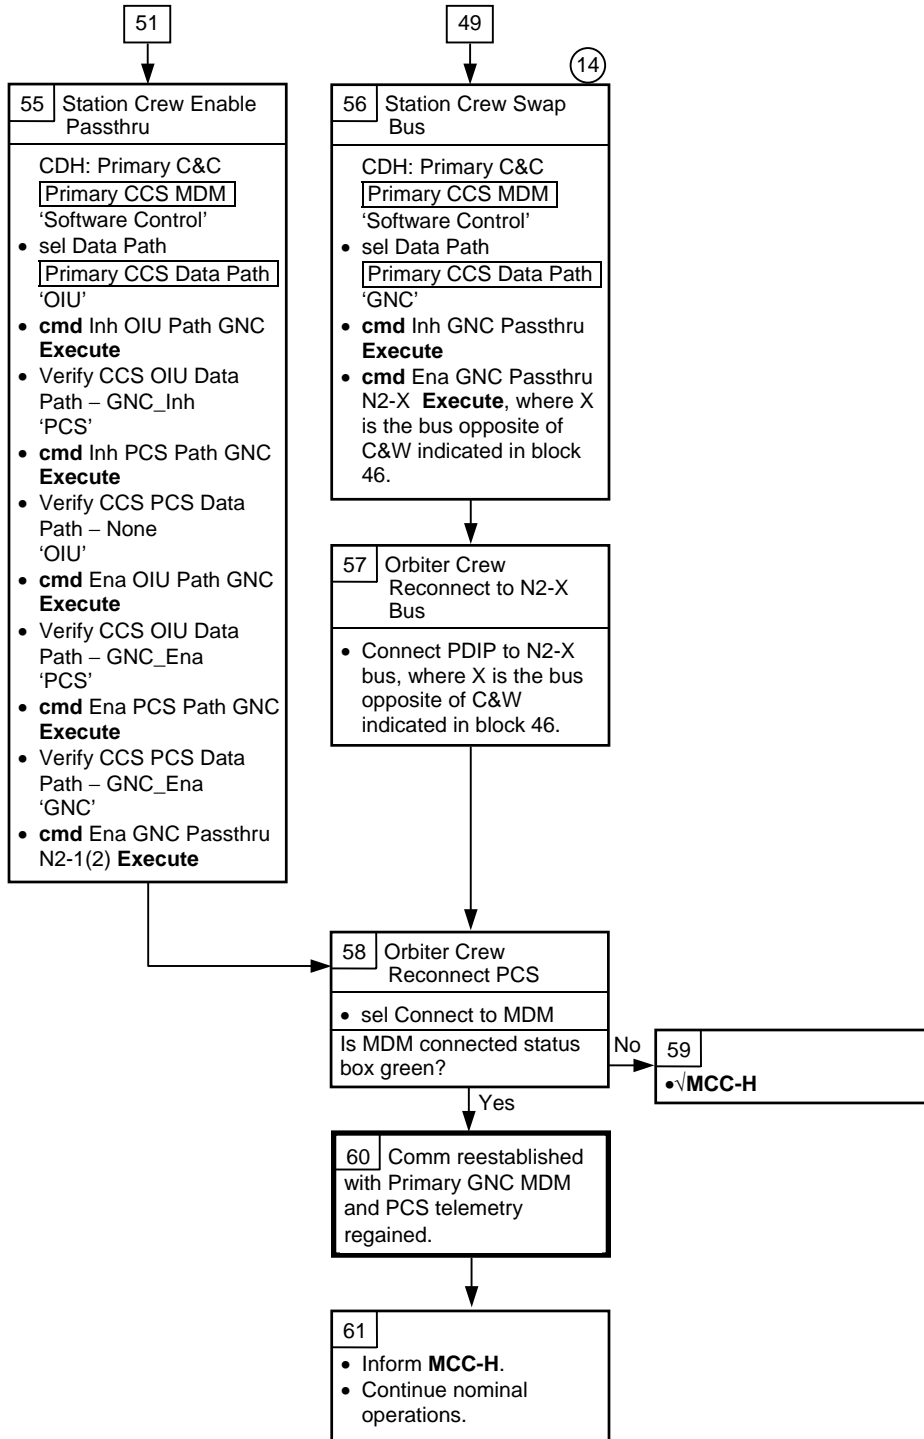 51
55 Station Crew Enable
Passthru
CDH: Primary C&C
Primary CCS MDM
‘Software Control’
• sel Data Path
Primary CCS Data Path
‘OIU’
• cmd Inh OIU Path GNC
Execute
• Verify CCS OIU Data
Path – GNC_Inh
‘PCS’
• cmd Inh PCS Path GNC
Execute
• Verify CCS PCS Data
Path – None
‘OIU’
• cmd Ena OIU Path GNC
Execute
• Verify CCS OIU Data
Path – GNC_Ena
‘PCS’
• cmd Ena PCS Path GNC
Execute
• Verify CCS PCS Data
Path – GNC_Ena
‘GNC’
• cmd Ena GNC Passthru
N2-1(2) Execute
49
14
56 Station Crew Swap
Bus
CDH: Primary C&C
Primary CCS MDM
‘Software Control’
• sel Data Path
Primary CCS Data Path
‘GNC’
• cmd Inh GNC Passthru
Execute
• cmd Ena GNC Passthru
N2-X Execute, where X
is the bus opposite of
C&W indicated in block
46.
57 Orbiter Crew
Reconnect to N2-X
Bus
• Connect PDIP to N2-X
bus, where X is the bus
opposite of C&W
indicated in block 46.
58 Orbiter Crew
Reconnect PCS
• sel Connect to MDM
Is MDM connected status
box green?
No
59
•√MCC-H
Yes
60 Comm reestablished
with Primary GNC MDM
and PCS telemetry
regained.
61
• Inform MCC-H.
• Continue nominal
operations.